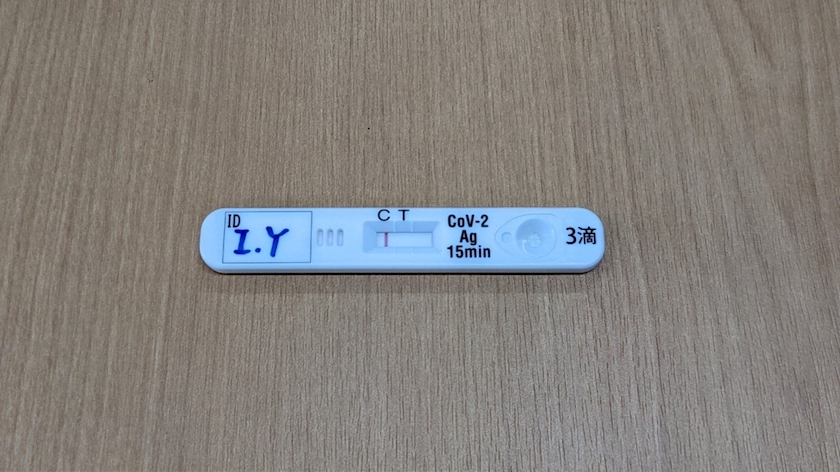 ID
I.Y
C T
CoV-2
Ag
15min
3滴